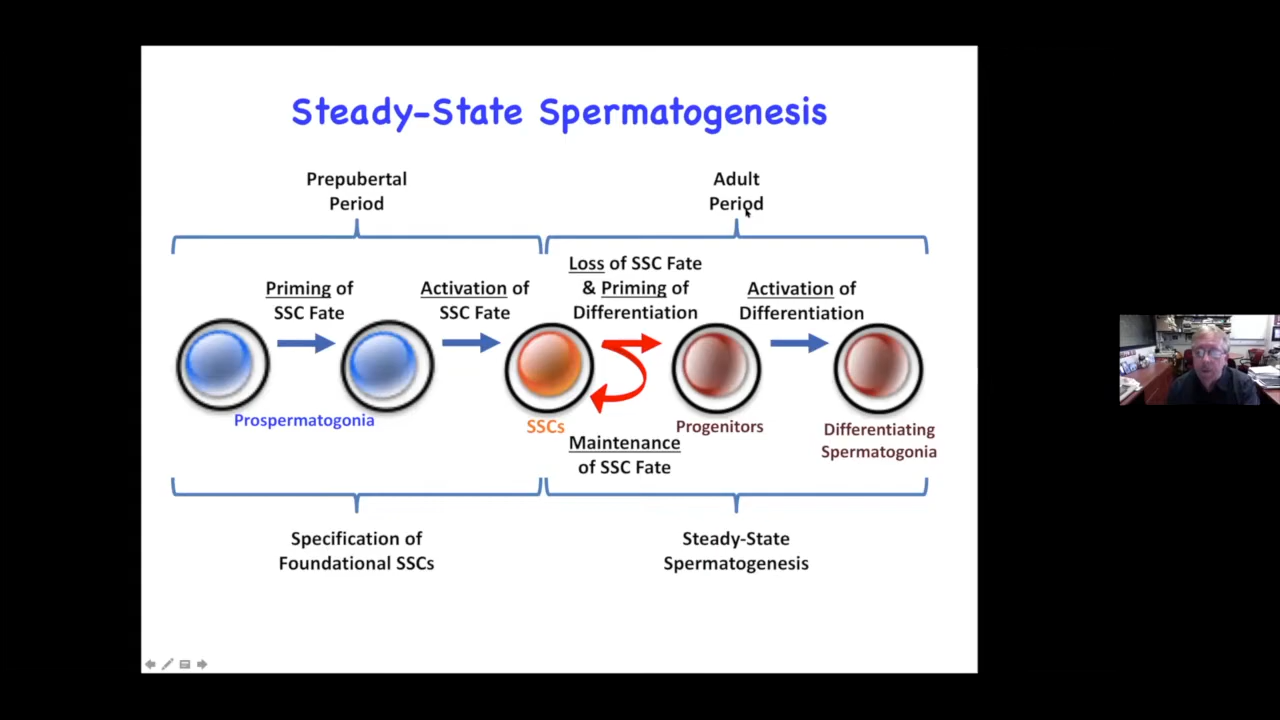 Steady-State Spermatogenesis
Prepubertal
Period
Adult
Period
Priming of
SSC Fate
Activation of
SSC Fate
Loss of SSC Fate
& Priming of
Differentiation
Activation of
Differentiation
Prospermatogonia
SSCs
Progenitors
Differentiating
Spermatogonia
Maintenance
of SSC Fate
Specification of
Foundational SSCs
Steady-State
Spermatogenesis